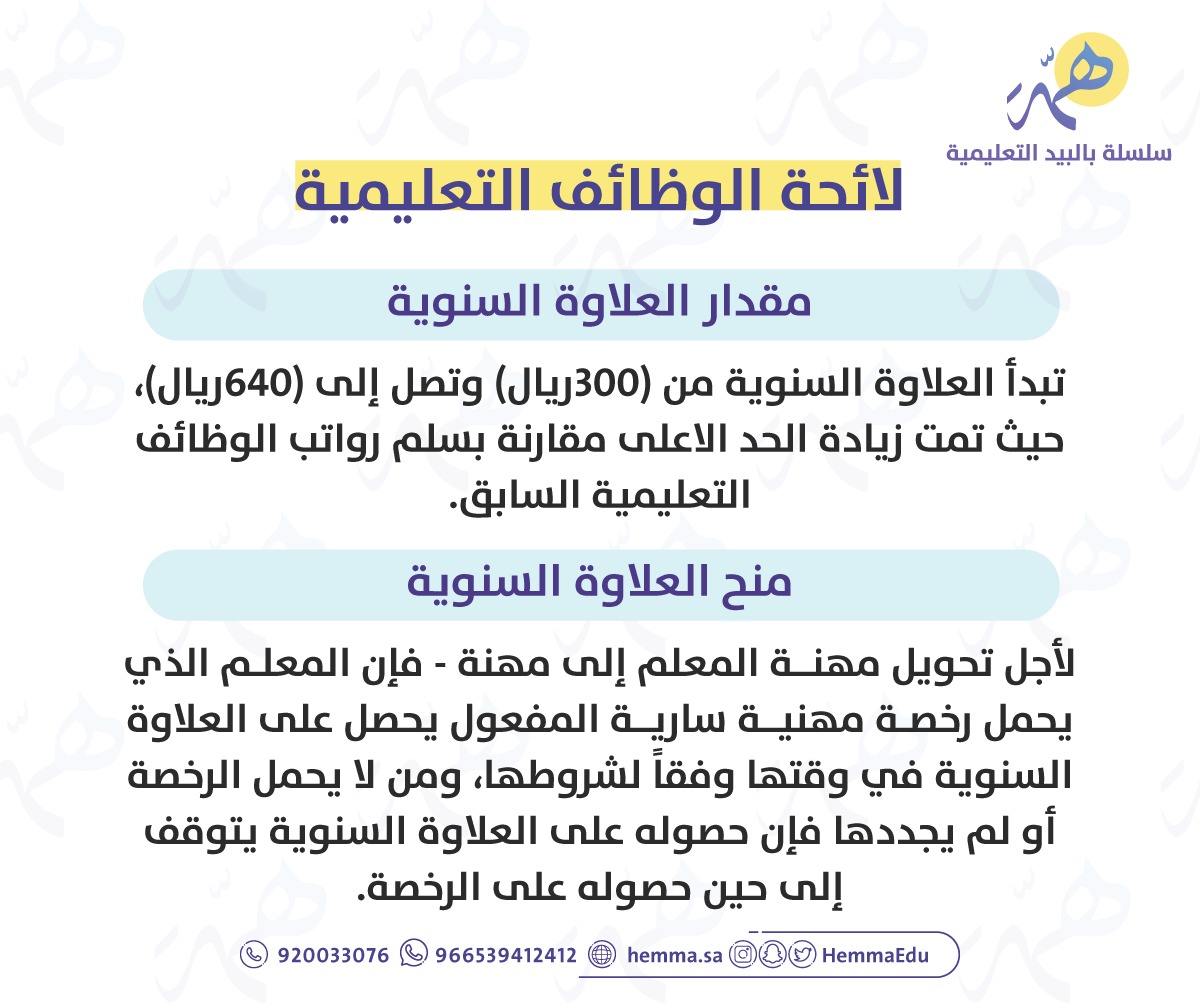 همّة
سلسلة بالبيد التعليمية
لائحة الوظائف التعليمية
مقدار العلاوة السنوية
تبدأ العلاوة السنوية من (300ريال) وتصل إلى (640ريال)،
حيث تمت زيادة الحد الاعلى مقارنة بسلم رواتب الوظائف
التعليمية السابق.
منح العلاوة السنوية
لأجل تحويل مهنــة المعلم إلى مهنة - فإن المعلـم الذي
يحمل رخصـة مهنيــة ساريــة المفعول يحصل على العلاوة
السنوية في وقتها وفقاً لشروطها، ومن لا يحمل الرخصة
أو لم يجددها فإن حصوله على العلاوة السنوية يتوقف
إلى حين حصوله على الرخصة.
920033076 966539412412 hemma.sa HemmaEdu